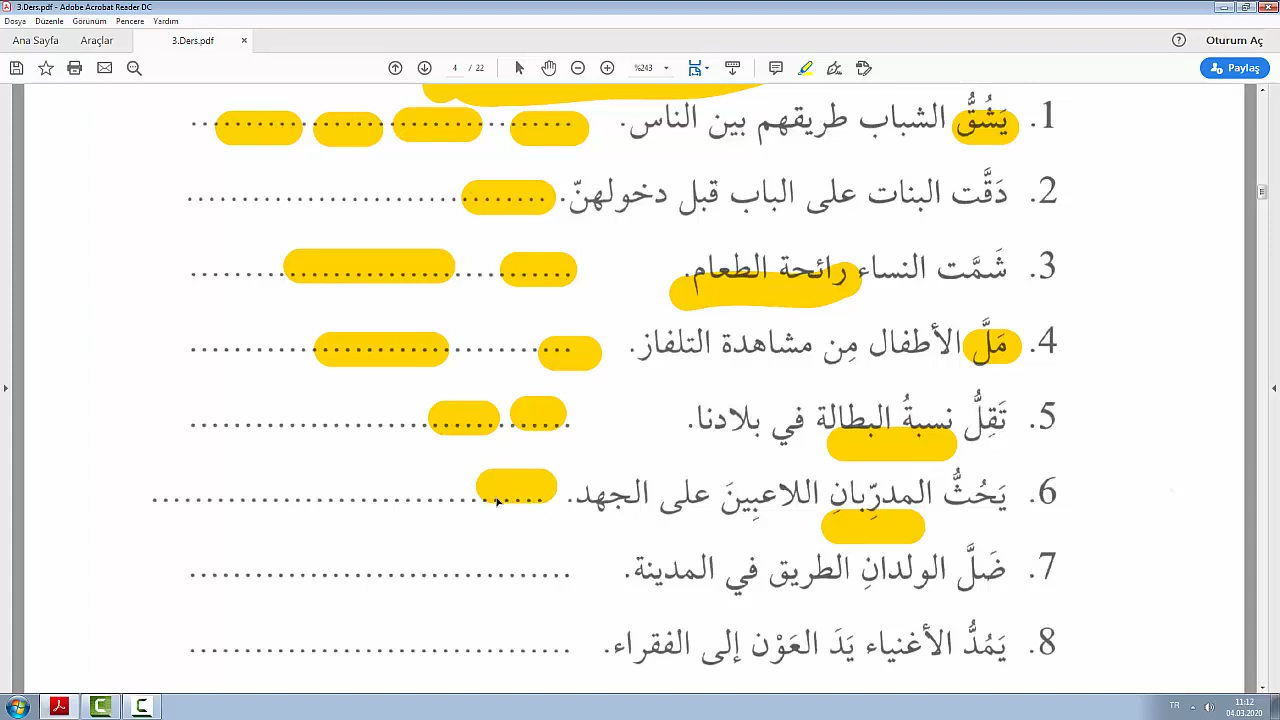 3.Ders.pdf - Adobe Acrobat Reader DC
Dosya Düzenle Görünüm Pencere Yardım
Ana Sayfa Araçlar 3.Ders.pdf × Oturum Aç
4 / 22 %243 Paylaş
1. يَشُقُّ الشباب طريقهم بين الناس. ...................................
2. دَقَّت البنات على الباب قبل دخولهنّ. ...................................
3. شَمَّت النساء رائحة الطعام. ...................................
4. مَلَّ الأطفال مِن مشاهدة التلفاز. ...................................
5. تَقِلُّ نسبةُ البطالة في بلادنا. ...................................
6. يَحُثُّ المدرِّبانِ اللاعبِينَ على الجهد. ...................................
7. ضَلَّ الولدانِ الطريق في المدينة. ...................................
8. يَمُدُّ الأغنياء يَدَ العَوْن إلى الفقراء. ...................................
TR 11:12
04.03.2020